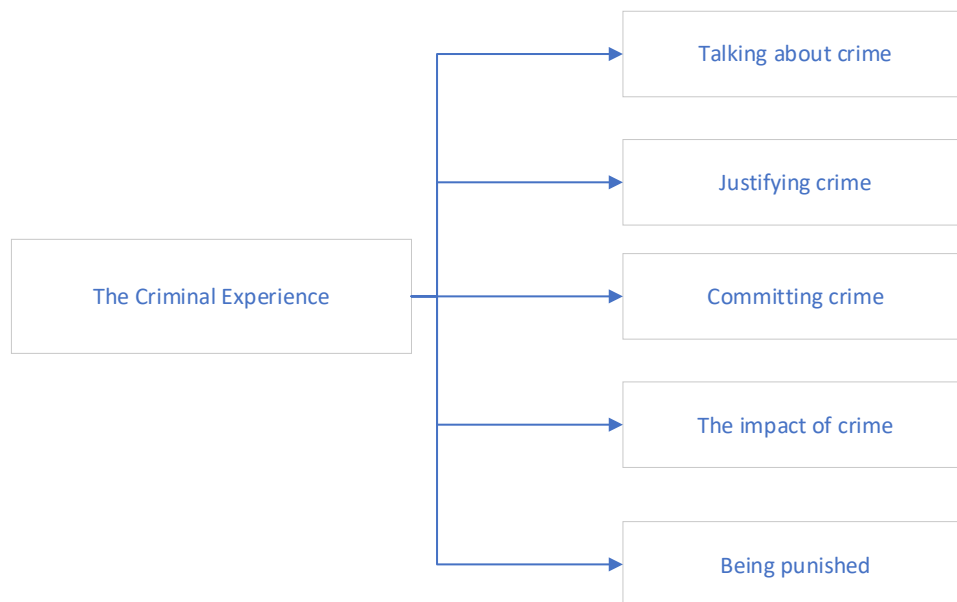 Talking about crime
Justifying crime
The Criminal Experience
Committing crime
The impact of crime
Being punished